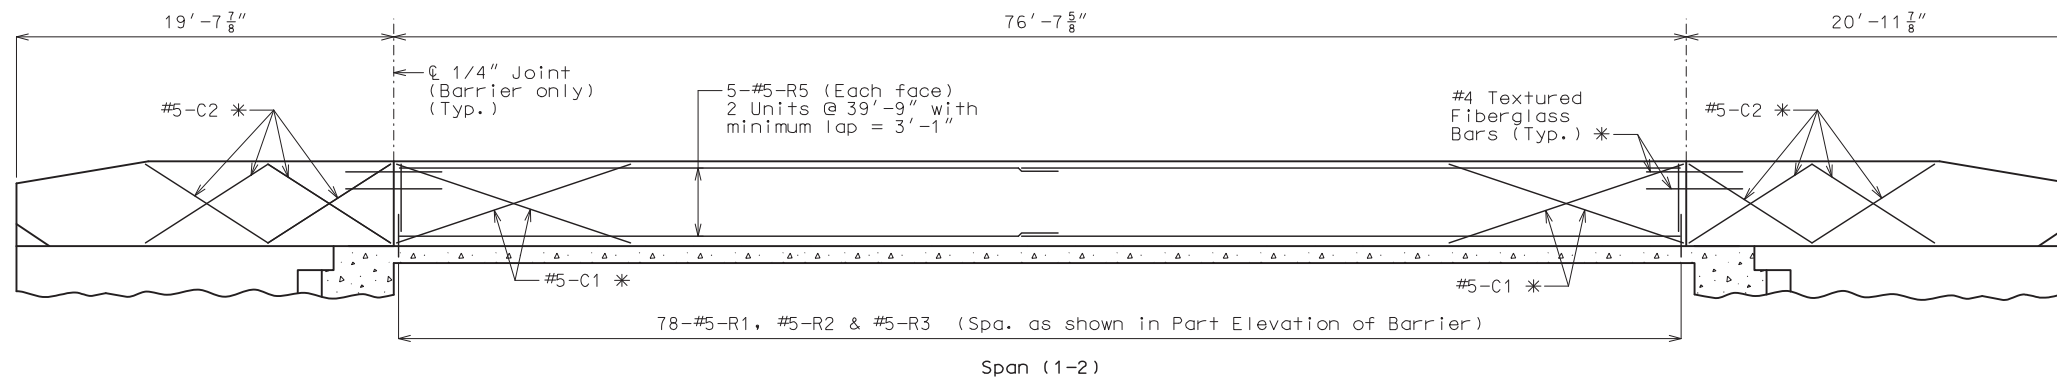 19'-7 7/8"
76'-7 5/8"
20'-11 7/8"
℄ 1/4" Joint
(Barrier only)
(Typ.)
5-#5-R5 (Each face)
2 Units @ 39'-9" with
minimum lap = 3'-1"
#4 Textured
Fiberglass
Bars (Typ.) *
#5-C2 *
#5-C2 *
#5-C1 *
#5-C1 *
78-#5-R1, #5-R2 & #5-R3 (Spa. as shown in Part Elevation of Barrier)
Span (1-2)